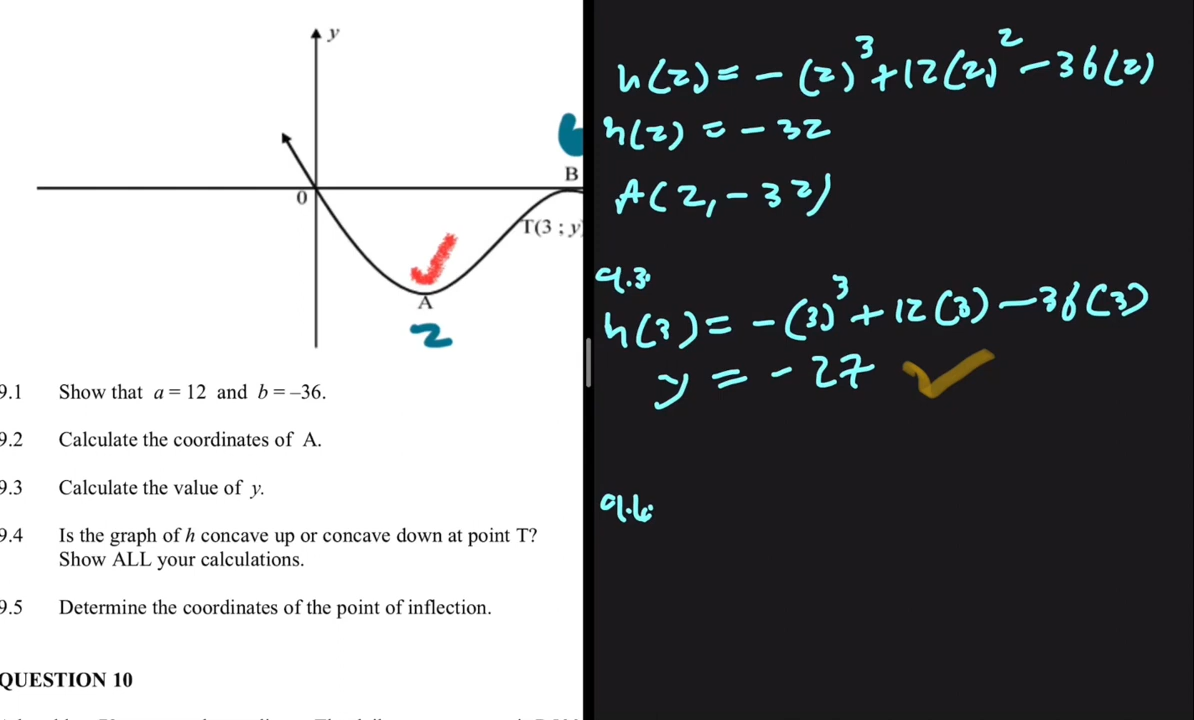 y
6
B
0
T(3 ; y
A
2
9.1 Show that a = 12 and b = –36.
9.2 Calculate the coordinates of A.
9.3 Calculate the value of y.
9.4 Is the graph of h concave up or concave down at point T?
Show ALL your calculations.
9.5 Determine the coordinates of the point of inflection.
QUESTION 10
h(2) = - (2)³ + 12(2)² - 36(2)
h(2) = - 32
A(2, - 32)
9.3
h(3) = - (3)³ + 12(3) - 36(3)
y = - 27
9.4